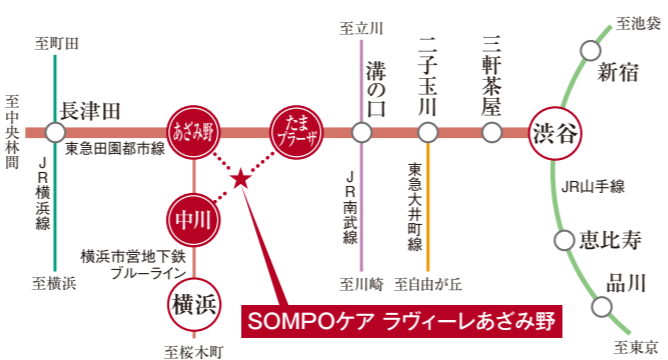 至町田
至立川
至池袋
至中央林間
長津田
あざみ野
たま
プラーザ
溝の口
二子玉川
三軒茶屋
新宿
渋谷
東急田園都市線
JR横浜線
中川
JR南武線
東急大井町線
JR山手線
横浜市営地下鉄
ブルーライン
恵比寿
至横浜
横浜
至川崎
至自由が丘
品川
SOMPOケア ラヴィーレあざみ野
至桜木町
至東京